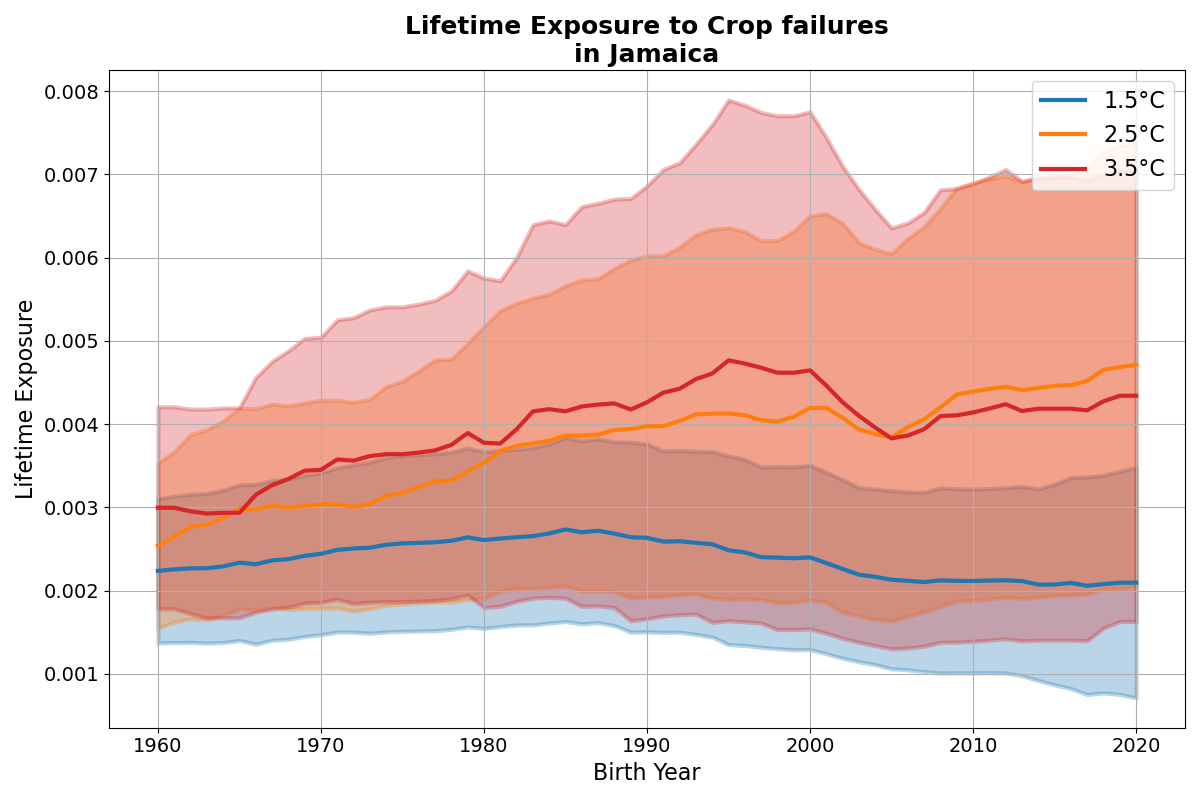 Lifetime Exposure to Crop failures
in Jamaica
1.5°C
2.5°C
3.5°C
0.008
0.007
0.006
0.005
0.004
0.003
0.002
0.001
Lifetime Exposure
1960
1970
1980
1990
2000
2010
2020
Birth Year